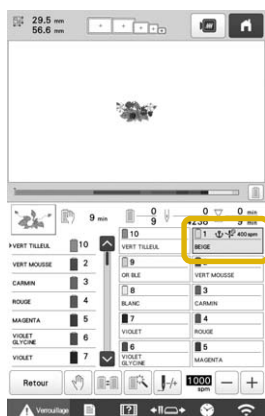 29.5 mm
56.6 mm
9 min
0
9
0
0 min
9 min
VERT TILLEUL 10
VERT MOUSSE 2
CARMIN 3
ROUGE 4
MAGENTA 5
VIOLET GLYCINE 6
VIOLET 7
10
VERT TILLEUL
1 400 spm
BEIGE
9
OR BLE
VERT MOUSSE
8
BLANC
3
CARMIN
7
VIOLET
4
ROUGE
6
VIOLET GLYCINE
5
MAGENTA
Retour
1000 spm
Verrouillage